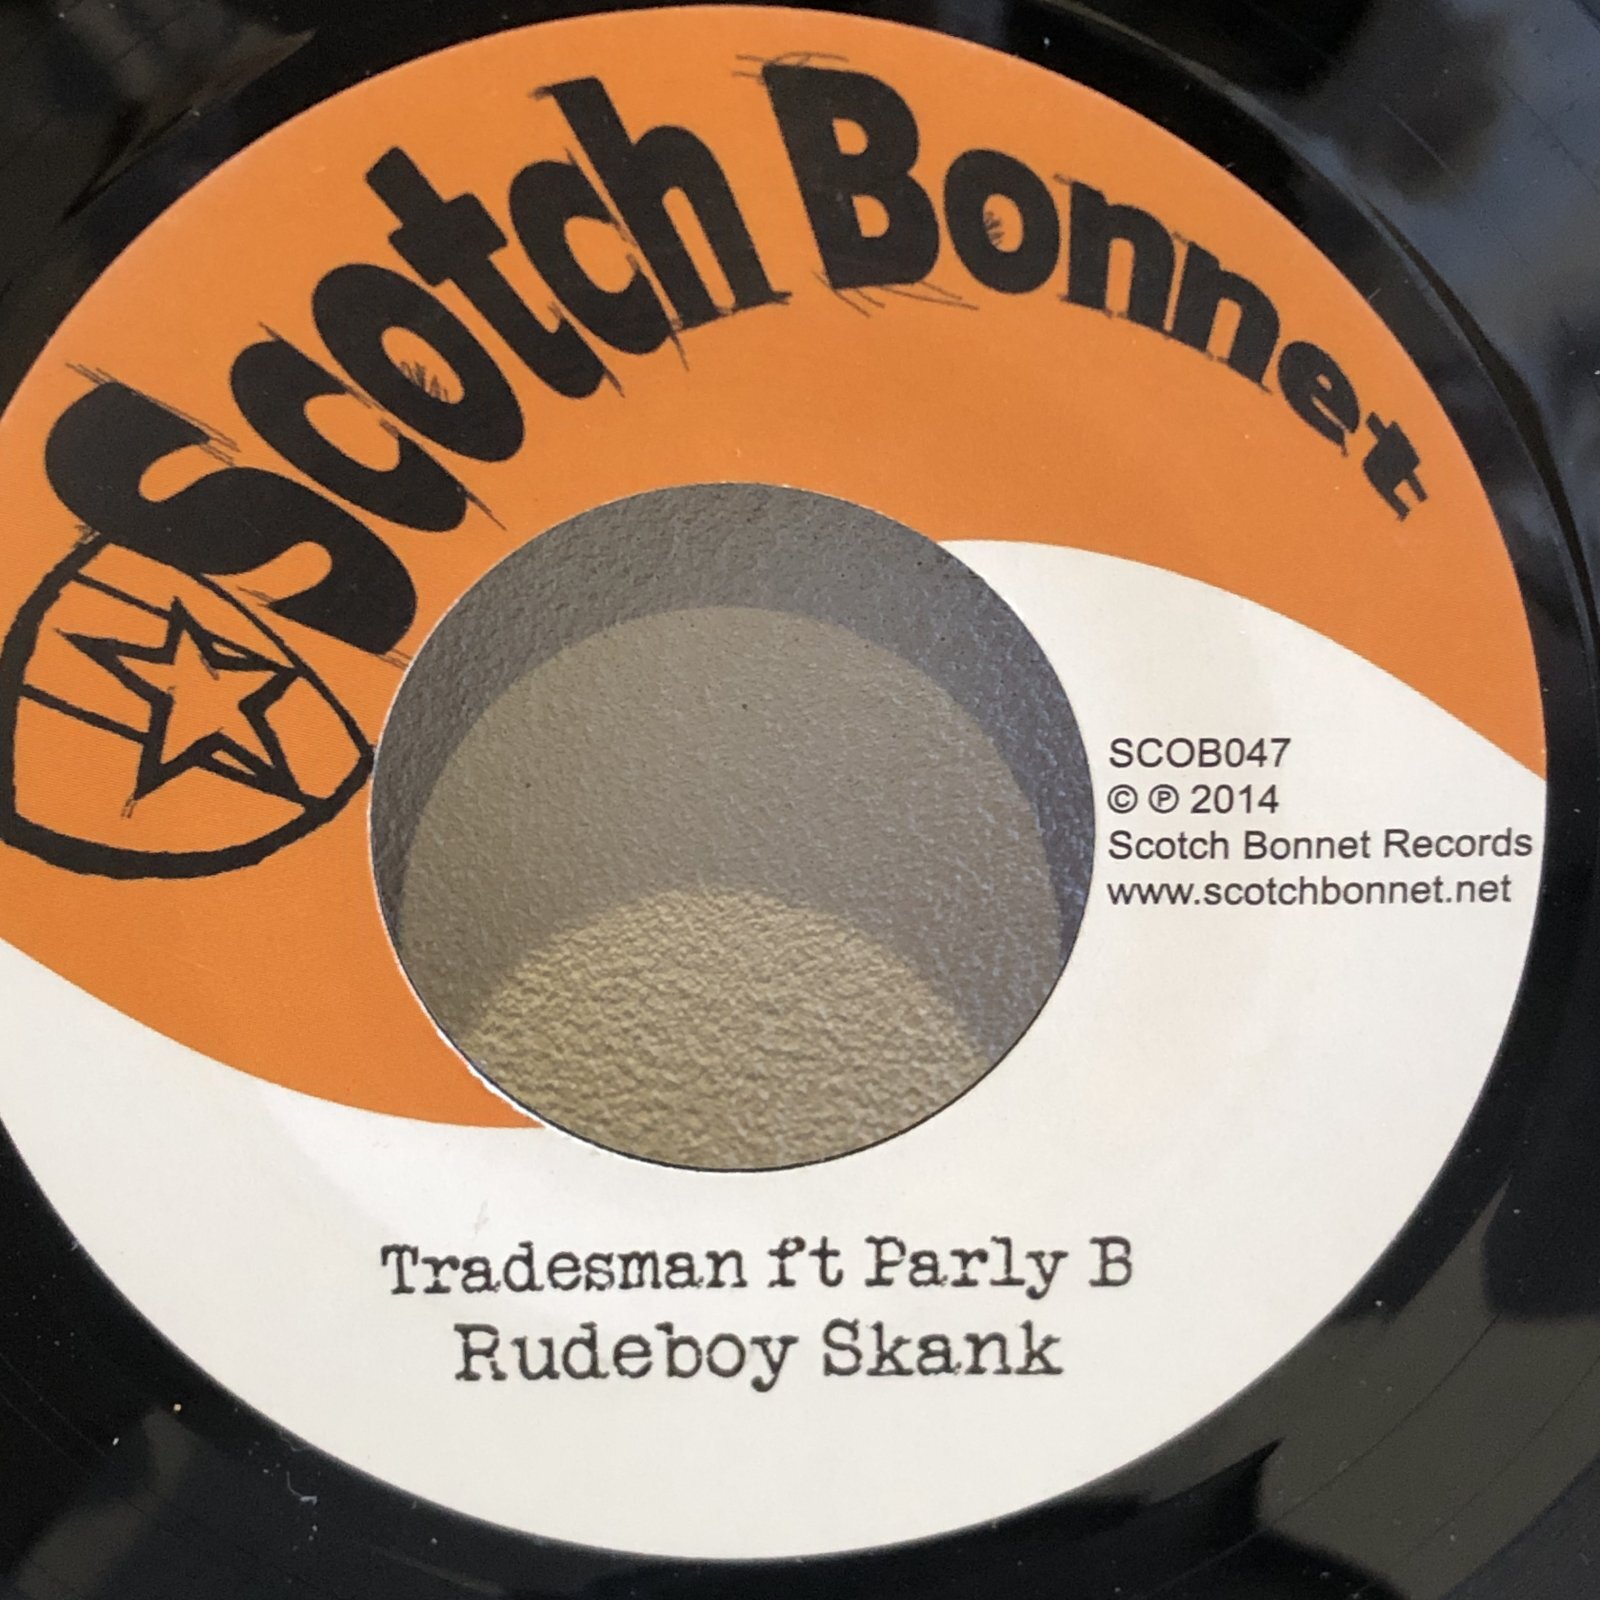 Scotch Bonnet
SCOB047
© ℗ 2014
Scotch Bonnet Records
www.scotchbonnet.net
Tradesman ft Parly B
Rudeboy Skank